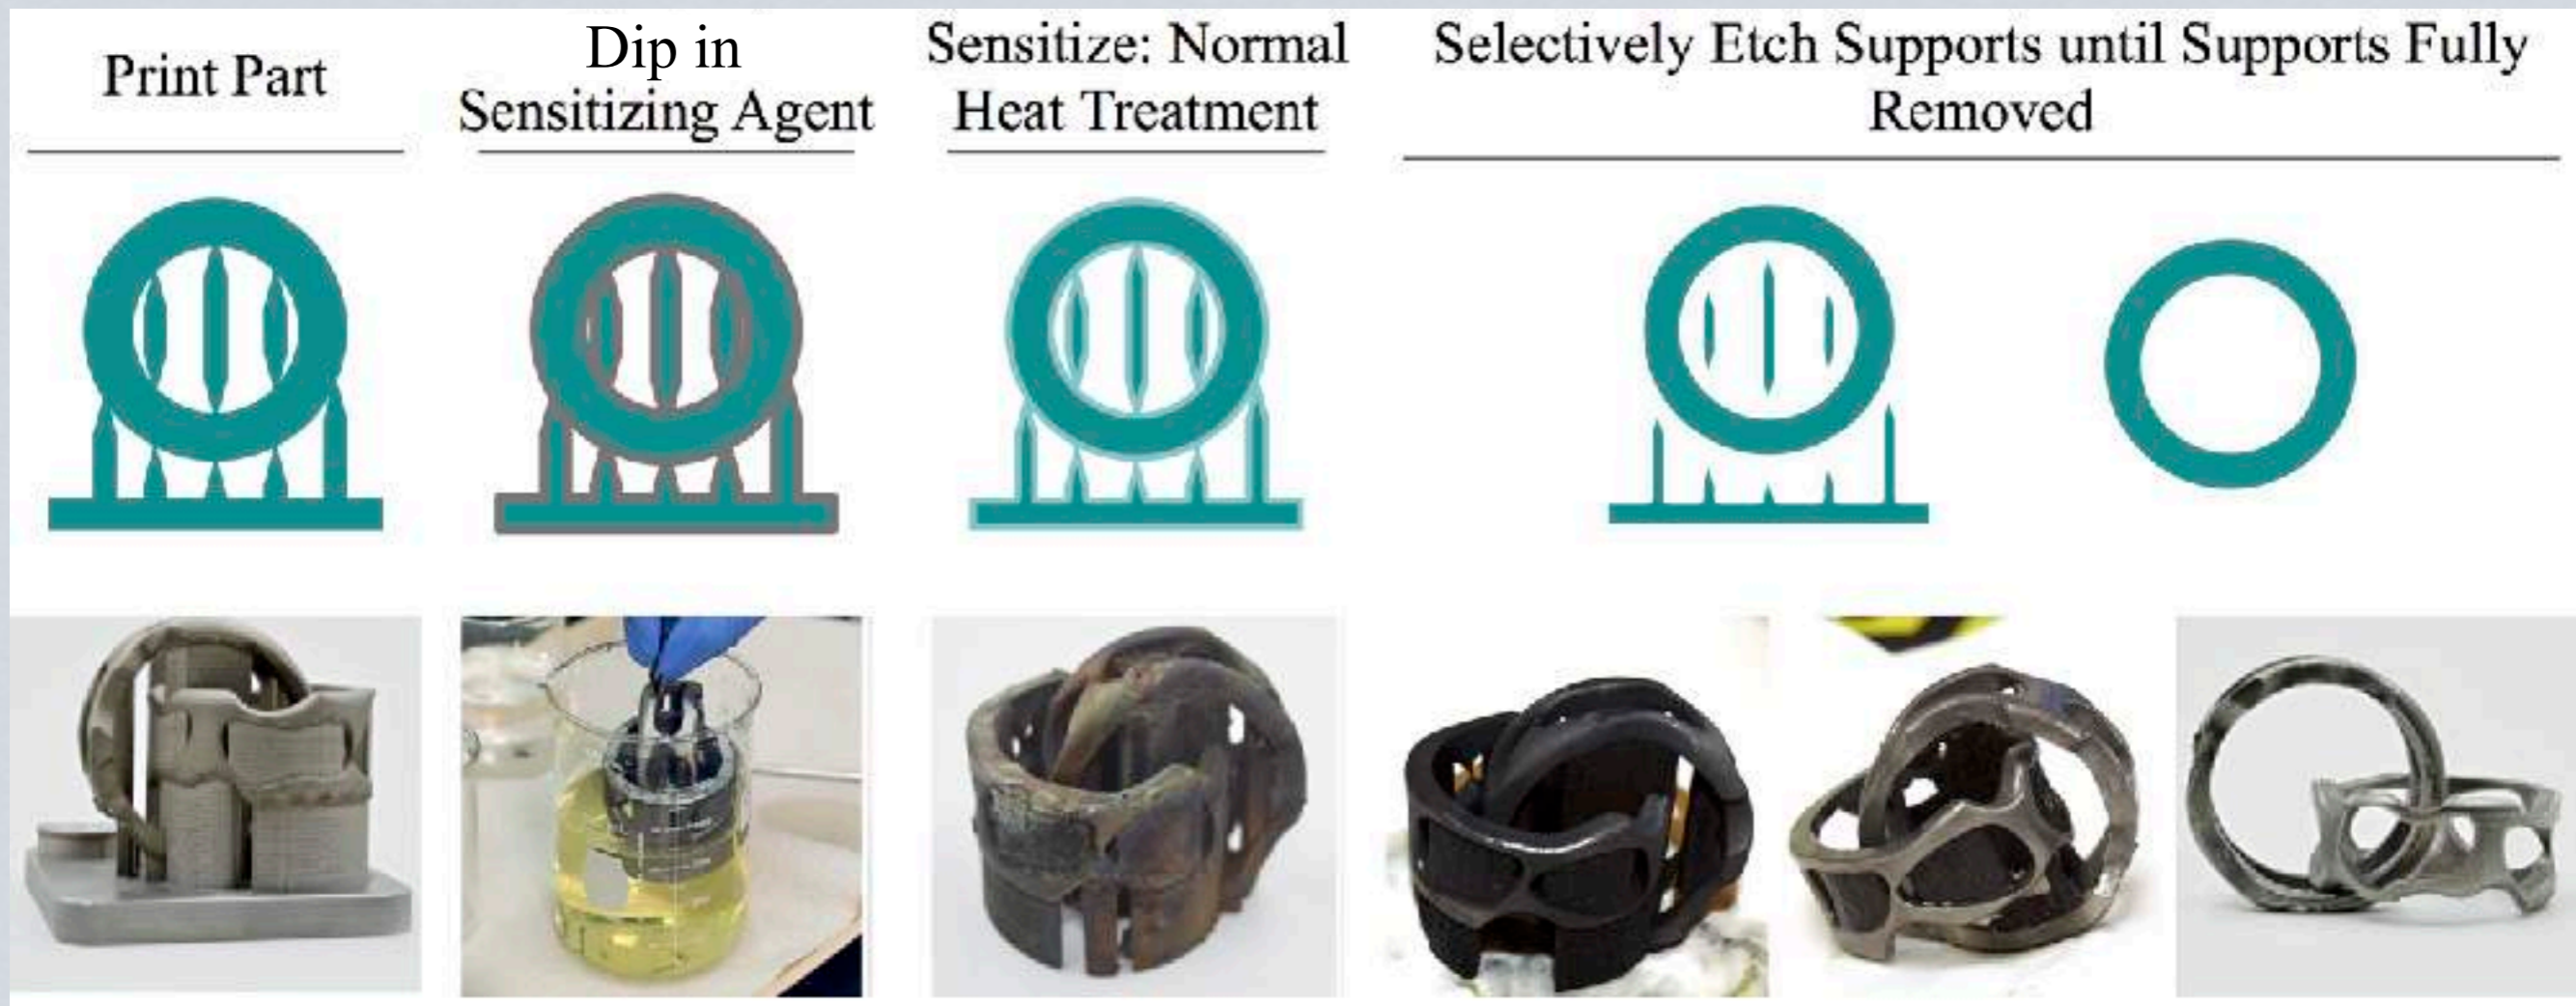 Print Part
Dip in
Sensitizing Agent
Sensitize: Normal
Heat Treatment
Selectively Etch Supports until Supports Fully
Removed